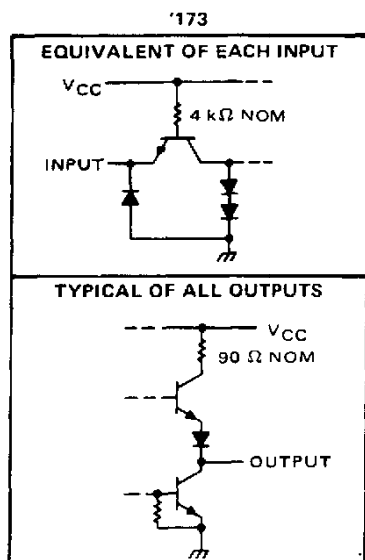 '173
EQUIVALENT OF EACH INPUT
VCC
4 kΩ NOM
INPUT
TYPICAL OF ALL OUTPUTS
VCC
90 Ω NOM
OUTPUT